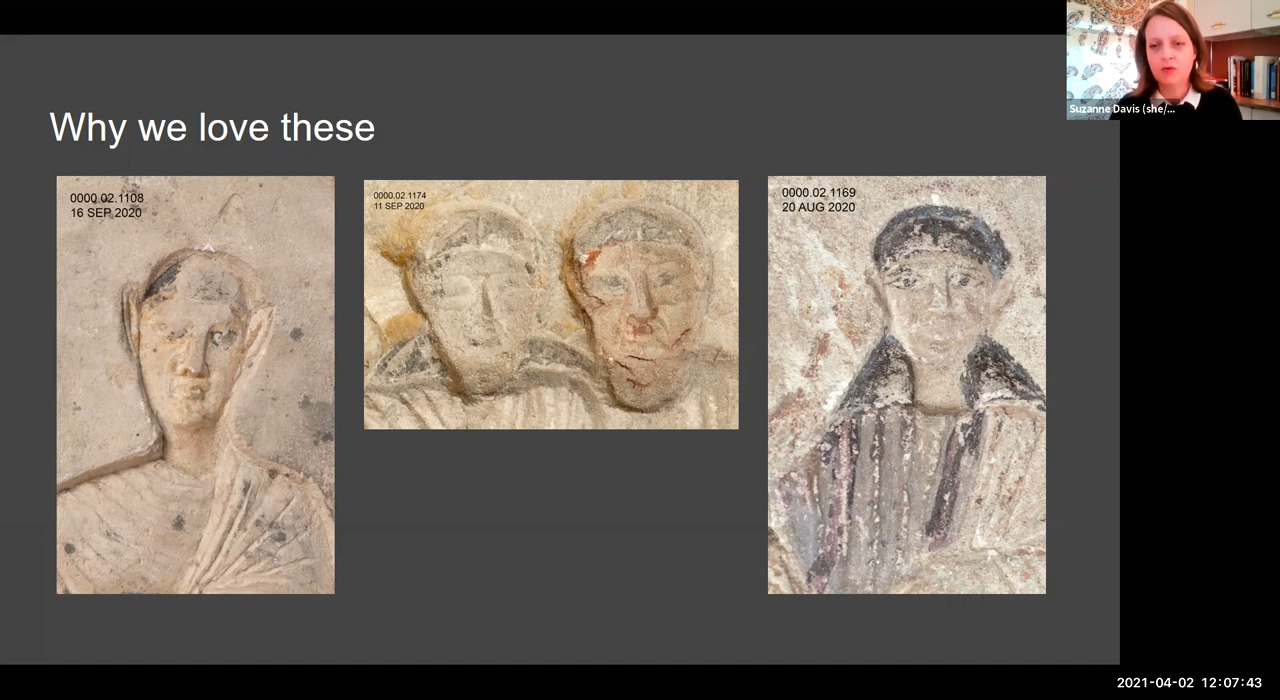 Why we love these
0000.02.1108
16 SEP 2020
0000.02.1174
11 SEP 2020
0000.02.1169
20 AUG 2020
Suzanne Davis (she/...
2021-04-02 12:07:43